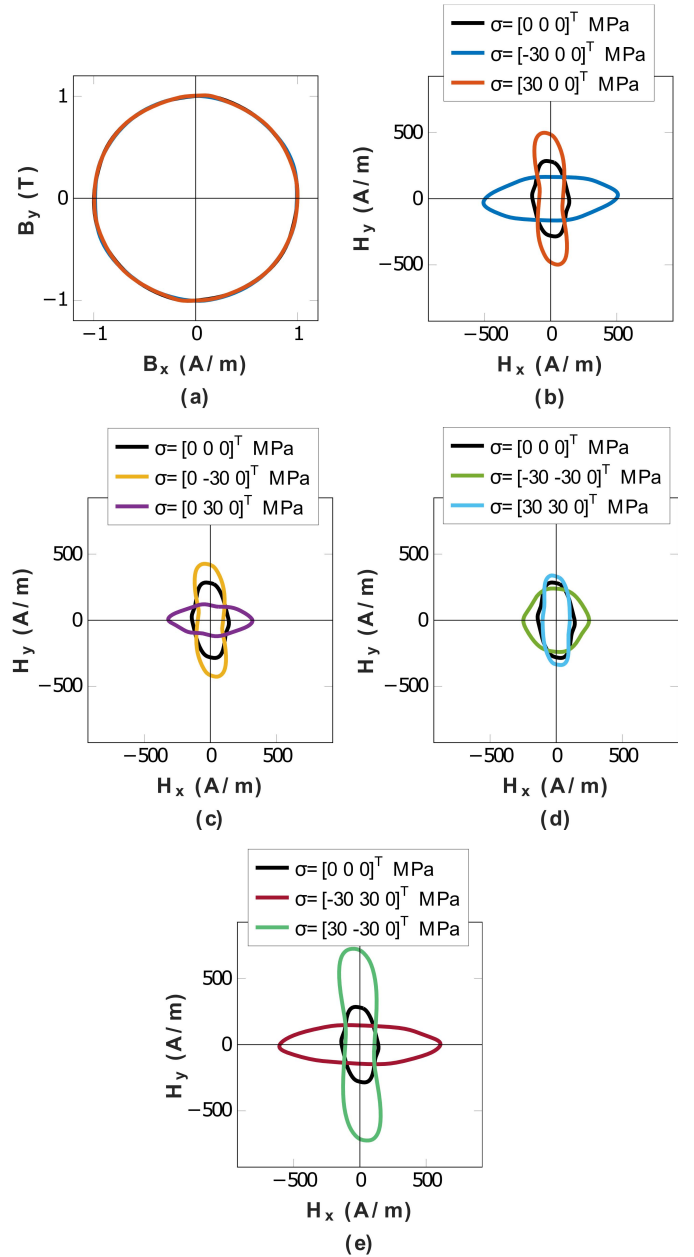 1
0
−1
B_y (T)
−1 0 1
B_x (A/m)
(a)
σ= [0 0 0]^T MPa
σ= [-30 0 0]^T MPa
σ= [30 0 0]^T MPa
500
0
−500
H_y (A/m)
−500 0 500
H_x (A/m)
(b)
σ= [0 0 0]^T MPa
σ= [0 -30 0]^T MPa
σ= [0 30 0]^T MPa
500
0
−500
H_y (A/m)
−500 0 500
H_x (A/m)
(c)
σ= [0 0 0]^T MPa
σ= [-30 -30 0]^T MPa
σ= [30 30 0]^T MPa
500
0
−500
H_y (A/m)
−500 0 500
H_x (A/m)
(d)
σ= [0 0 0]^T MPa
σ= [-30 30 0]^T MPa
σ= [30 -30 0]^T MPa
500
0
−500
H_y (A/m)
−500 0 500
H_x (A/m)
(e)